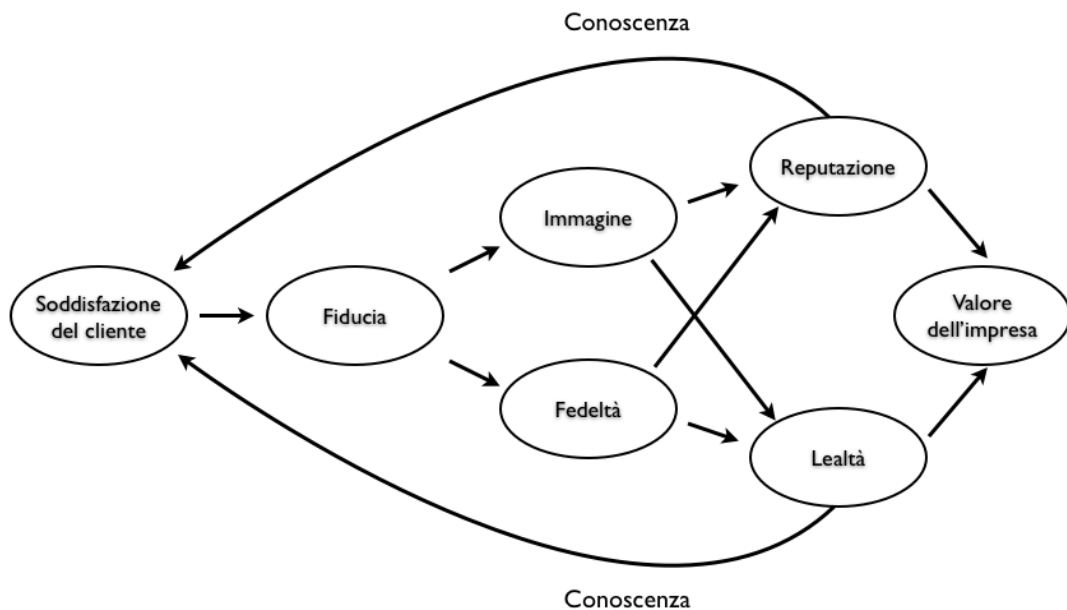 Conoscenza
Reputazione
Immagine
Soddisfazione
del cliente
Fiducia
Valore
dell'impresa
Fedeltà
Lealtà
Conoscenza